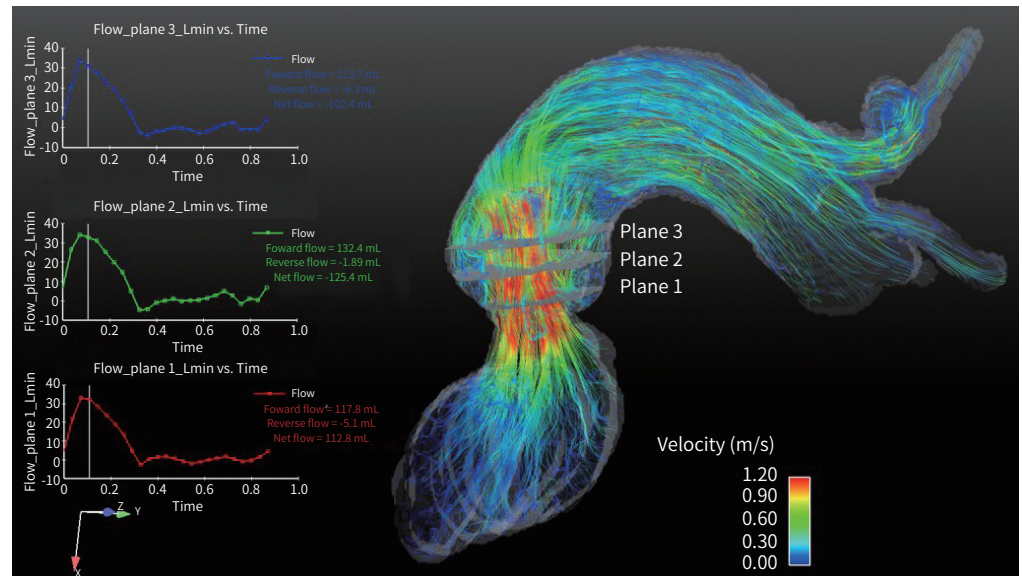 Flow_plane 3_Lmin vs. Time
Flow_plane 3_Lmin
40
30
20
10
0
-10
0
0.2
0.4
0.6
0.8
1.0
Time
Flow
Foward flow = 113.7 mL
Reverse flow = -6.3 mL
Net flow = -102.4 mL
Flow_plane 2_Lmin vs. Time
Flow_plane 2_Lmin
40
30
20
10
0
-10
0
0.2
0.4
0.6
0.8
1.0
Time
Flow
Foward flow = 132.4 mL
Reverse flow = -1.89 mL
Net flow = -125.4 mL
Flow_plane 1_Lmin vs. Time
Flow_plane 1_Lmin
40
30
20
10
0
-10
0
0.2
0.4
0.6
0.8
1.0
Time
Flow
Foward flow = 117.8 mL
Reverse flow = -5.1 mL
Net flow = 112.8 mL
Z
Y
X
Plane 3
Plane 2
Plane 1
Velocity (m/s)
1.20
0.90
0.60
0.30
0.00